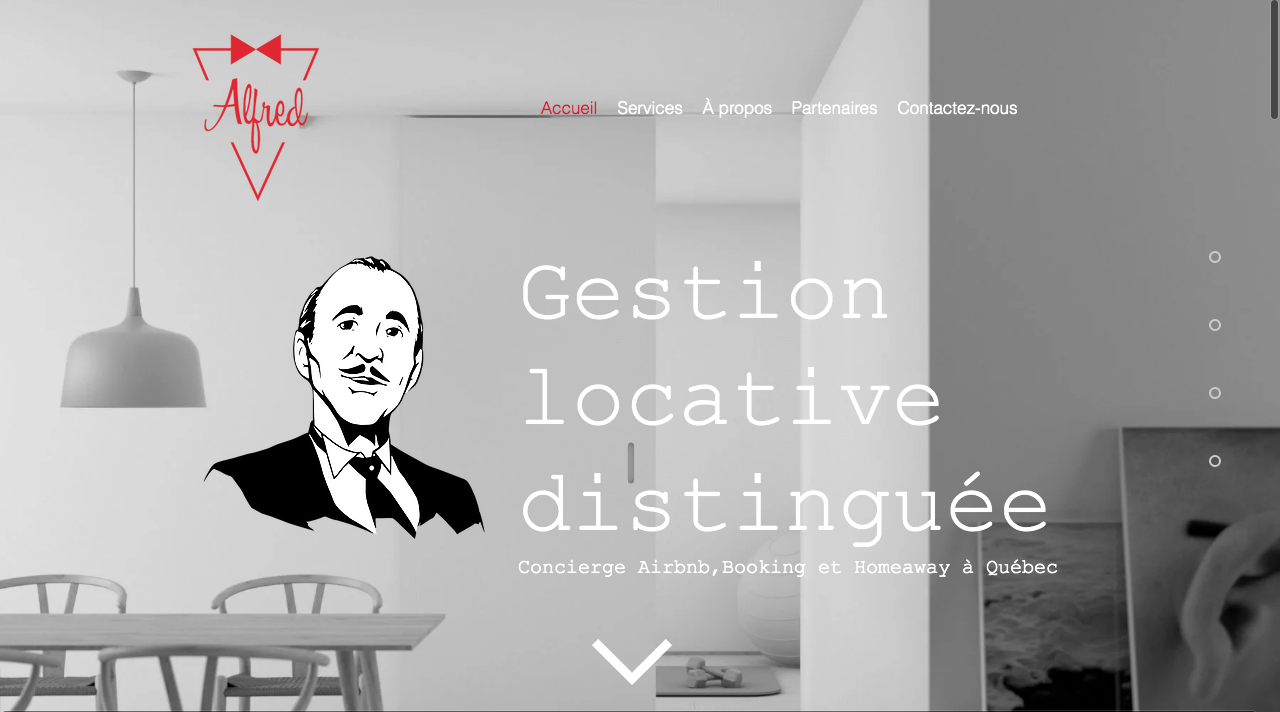 Alfred
Accueil Services À propos Partenaires Contactez-nous
Gestion
locative
distinguée
Concierge Airbnb,Booking et Homeaway à Québec